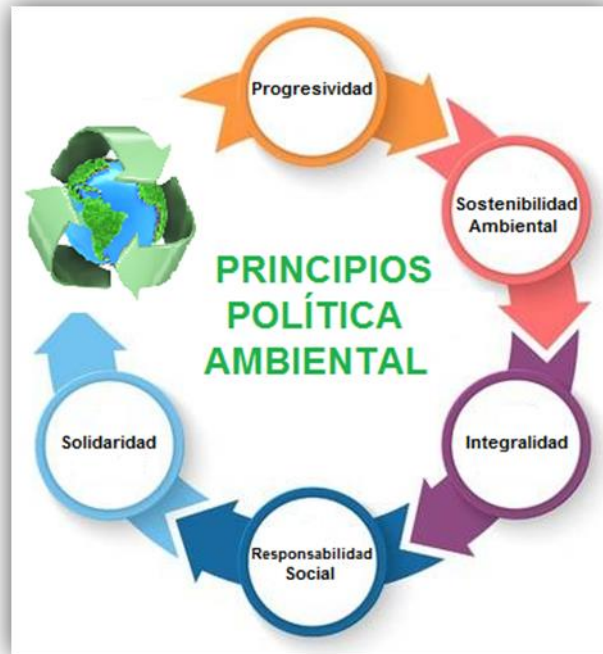 Progresividad
Sostenibilidad
Ambiental
PRINCIPIOS
POLÍTICA
AMBIENTAL
Integralidad
Responsabilidad
Social
Solidaridad